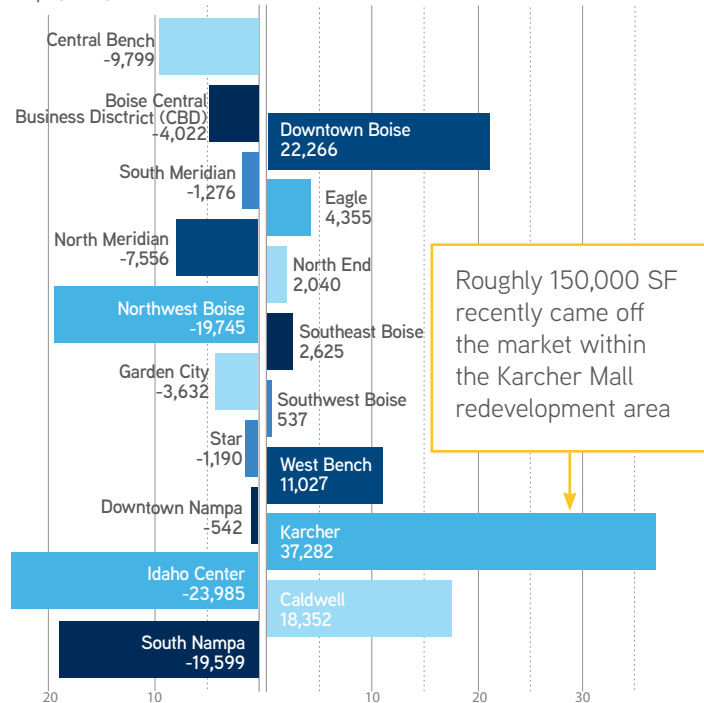 Central Bench
-9,799
Boise Central
Business Disctrict (CBD)
-4,022
South Meridian
-1,276
North Meridian
-7,556
Northwest Boise
-19,745
Garden City
-3,632
Star
-1,190
Downtown Nampa
-542
Idaho Center
-23,985
South Nampa
-19,599
Downtown Boise
22,266
Eagle
4,355
North End
2,040
Southeast Boise
2,625
Southwest Boise
537
West Bench
11,027
Karcher
37,282
Caldwell
18,352
Roughly 150,000 SF
recently came off
the market within
the Karcher Mall
redevelopment area
20 10 10 20 30